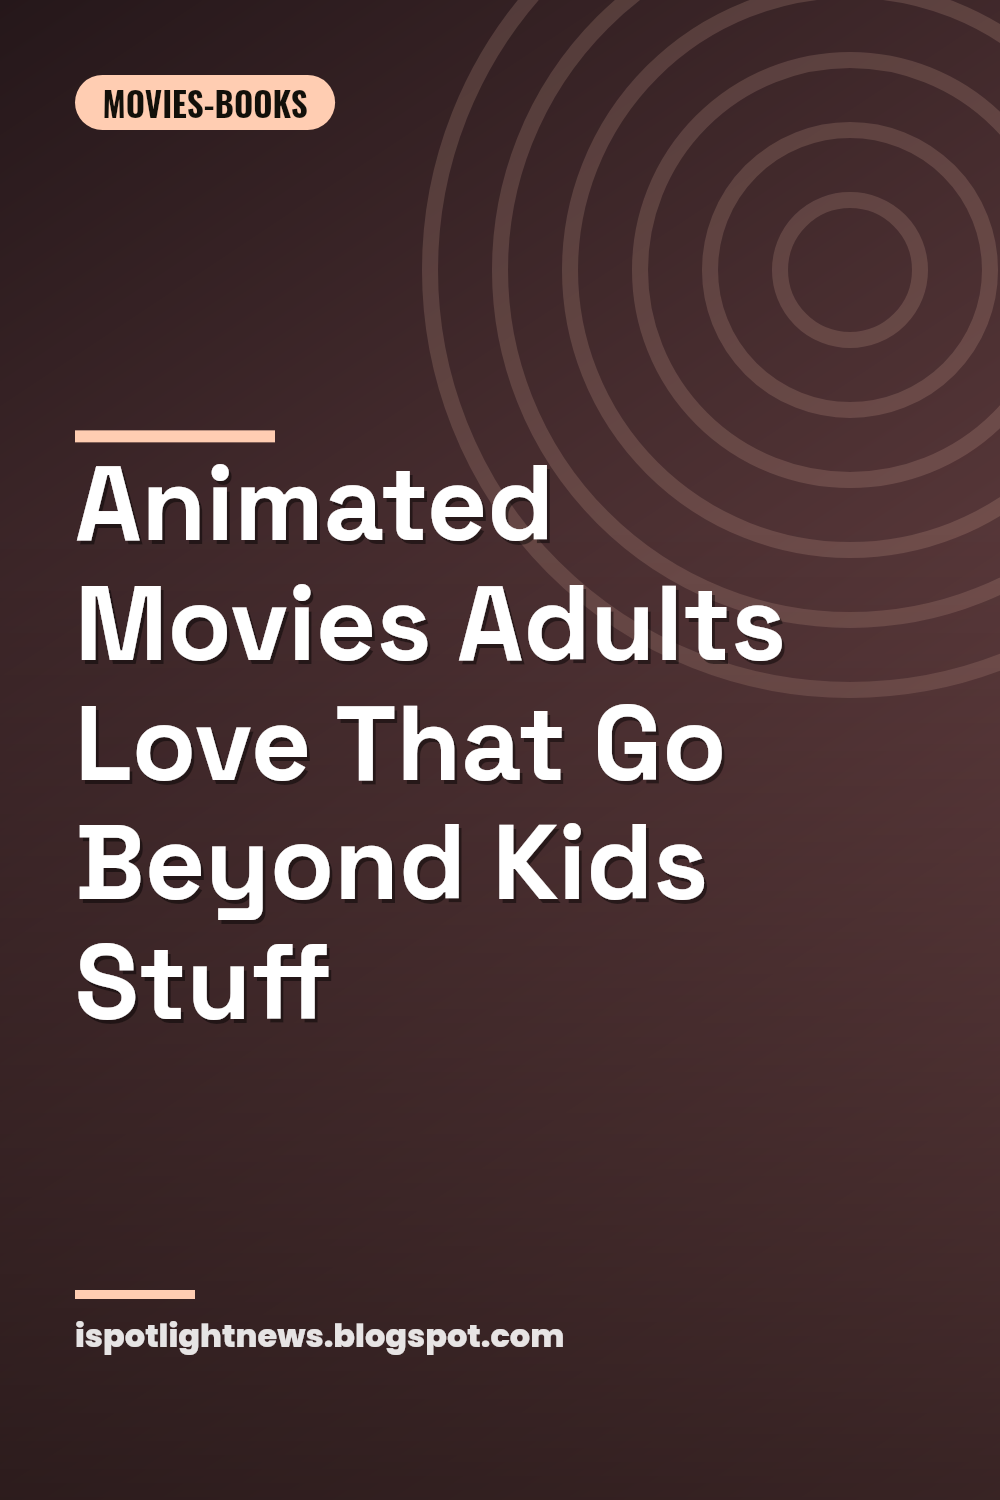 MOVIES-BOOKS
Animated
Movies Adults
Love That Go
Beyond Kids
Stuff
ispotlightnews.blogspot.com